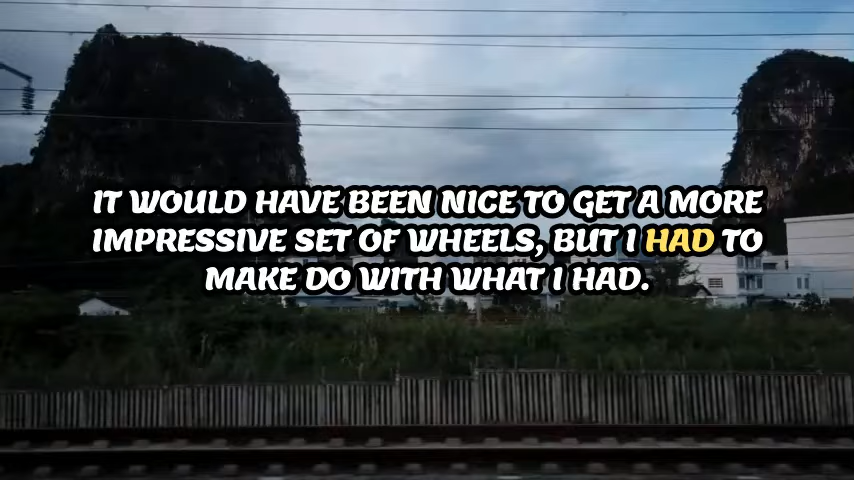 IT WOULD HAVE BEEN NICE TO GET A MORE
IMPRESSIVE SET OF WHEELS, BUT I HAD TO
MAKE DO WITH WHAT I HAD.